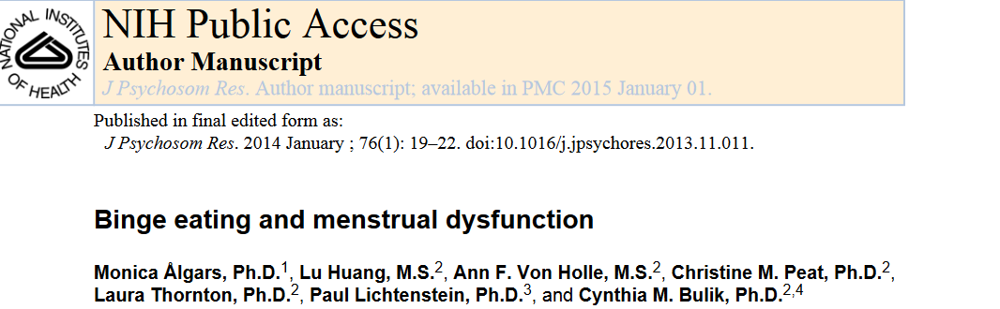 NATIONAL INSTITUTES OF HEALTH
NIH Public Access
Author Manuscript
J Psychosom Res. Author manuscript; available in PMC 2015 January 01.
Published in final edited form as:
J Psychosom Res. 2014 January ; 76(1): 19–22. doi:10.1016/j.jpsychores.2013.11.011.
Binge eating and menstrual dysfunction
Monica Ålgars, Ph.D.1, Lu Huang, M.S.2, Ann F. Von Holle, M.S.2, Christine M. Peat, Ph.D.2,
Laura Thornton, Ph.D.2, Paul Lichtenstein, Ph.D.3, and Cynthia M. Bulik, Ph.D.2,4